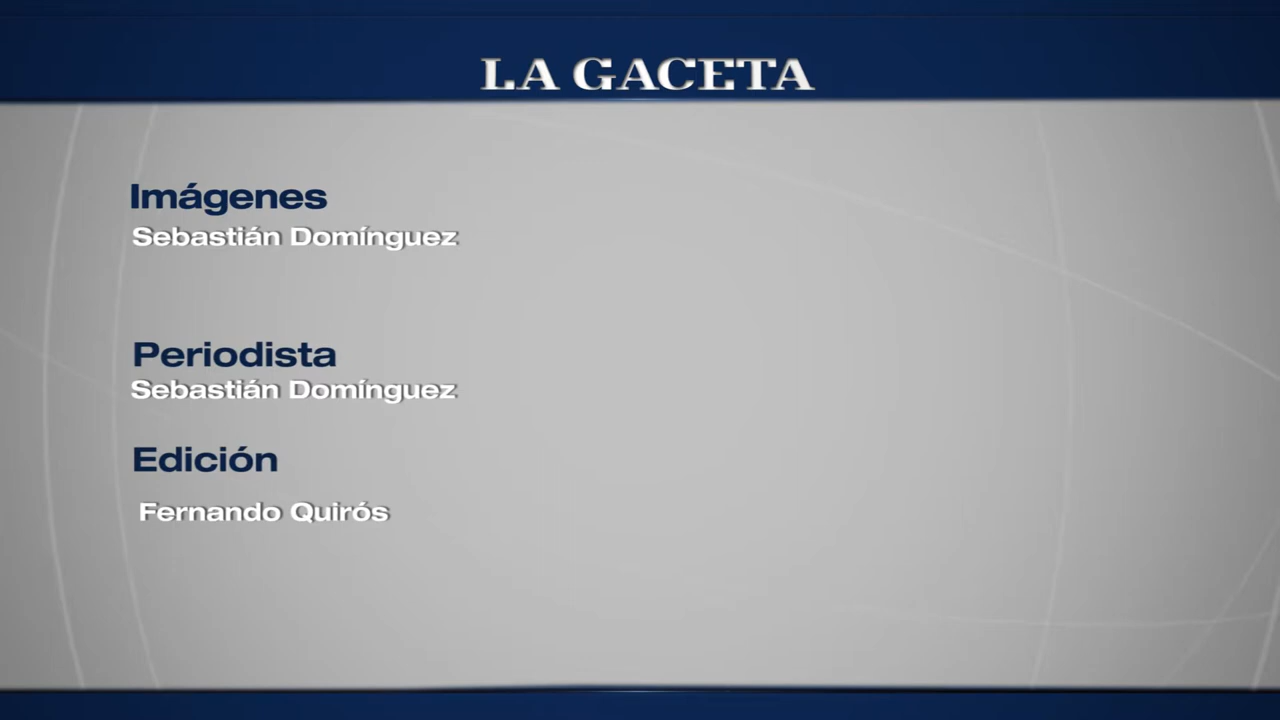 LA GACETA
Imágenes
Sebastián Domínguez
Periodista
Sebastián Domínguez
Edición
Fernando Quirós